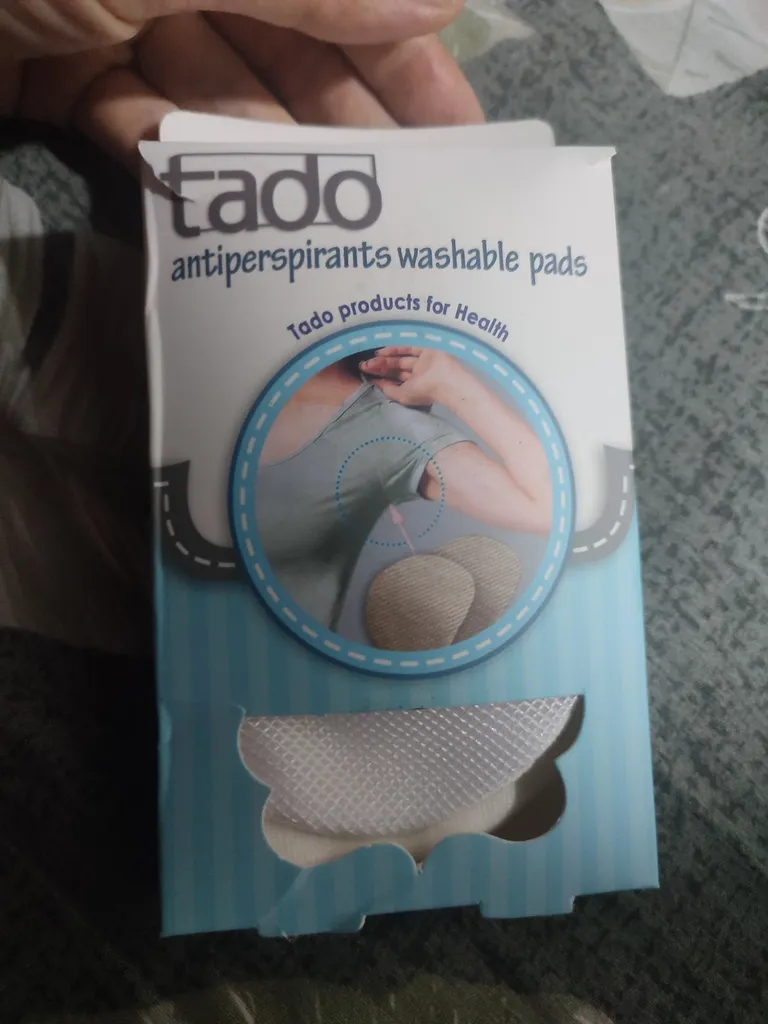 tado
antiperspirants washable pads
Tado products for Health